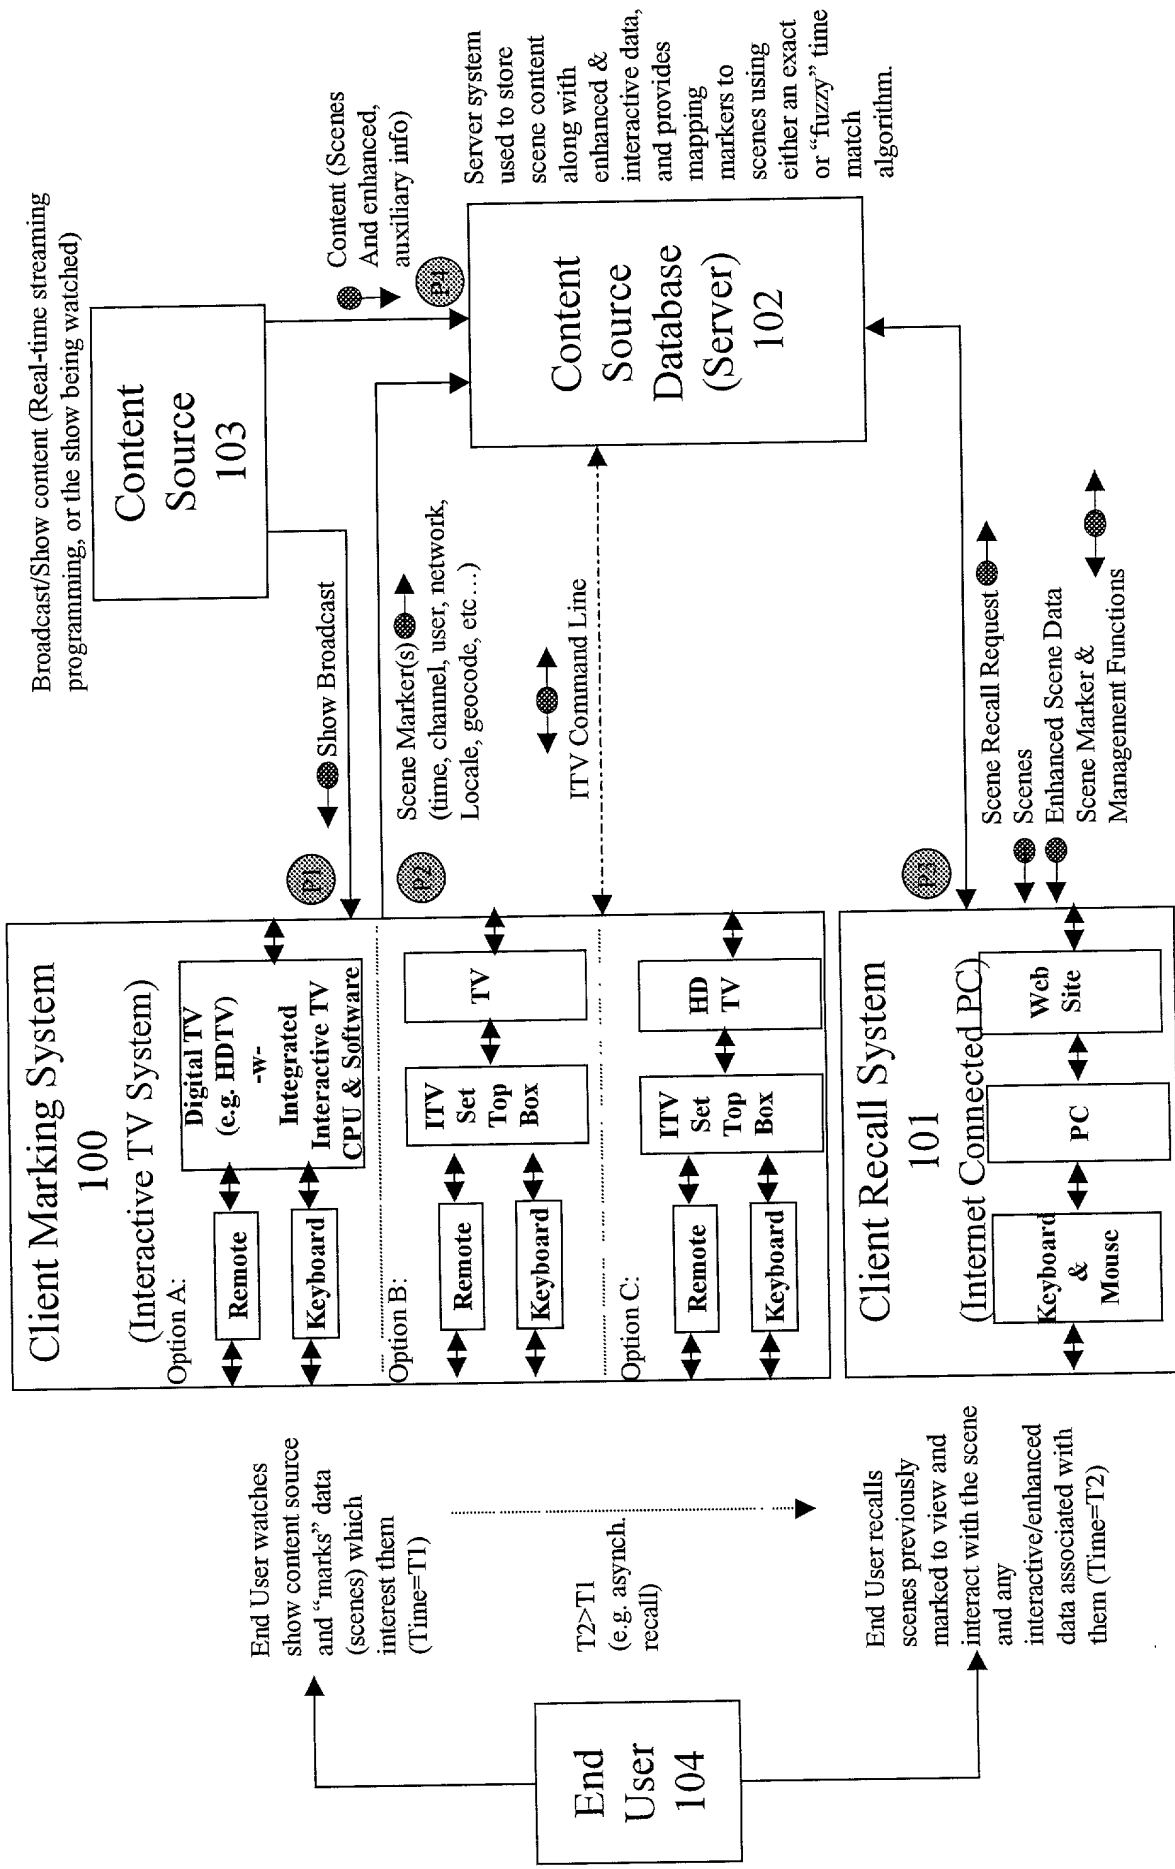 Broadcast/Show content (Real-time streaming
programming, or the show being watched)
Content
Source
103
Content (Scenes
And enhanced,
auxiliary info)
P4
Show Broadcast
P1
Scene Marker(s)
(time, channel, user, network,
Locale, geocode, etc…)
P2
ITV Command Line
Content
Source
Database
(Server)
102
Server system
used to store
scene content
along with
enhanced &
interactive data,
and provides
mapping
markers to
scenes using
either an exact
or “fuzzy” time
match
algorithm.
Client Marking System
100
(Interactive TV System)
Option A:
Remote
Keyboard
Digital TV
(e.g. HDTV)
-w-
Integrated
Interactive TV
CPU & Software
Option B:
Remote
Keyboard
ITV
Set
Top
Box
TV
Option C:
Remote
Keyboard
ITV
Set
Top
Box
HD
TV
P3
Scene Recall Request
Scenes
Enhanced Scene Data
Scene Marker &
Management Functions
Client Recall System
101
(Internet Connected PC)
Keyboard
&
Mouse
PC
Web
Site
End User watches
show content source
and “marks” data
(scenes) which
interest them
(Time=T1)
T2>T1
(e.g. asynch.
recall)
End User recalls
scenes previously
marked to view and
interact with the scene
and any
interactive/enhanced
data associated with
them (Time=T2)
End
User
104